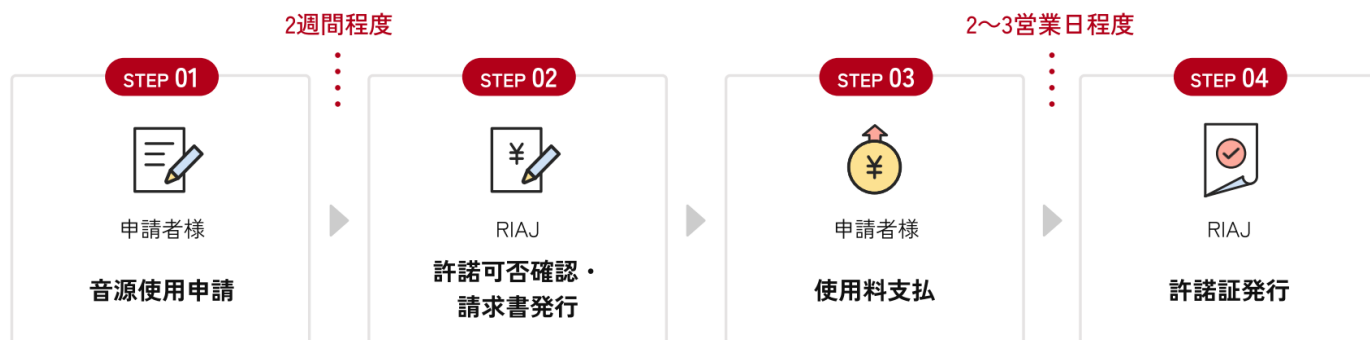 2週間程度
2〜3営業日程度
STEP 01
¥
申請者様
音源使用申請
STEP 02
RIAJ
許諾可否確認・
請求書発行
STEP 03
¥
申請者様
使用料支払
STEP 04
RIAJ
許諾証発行